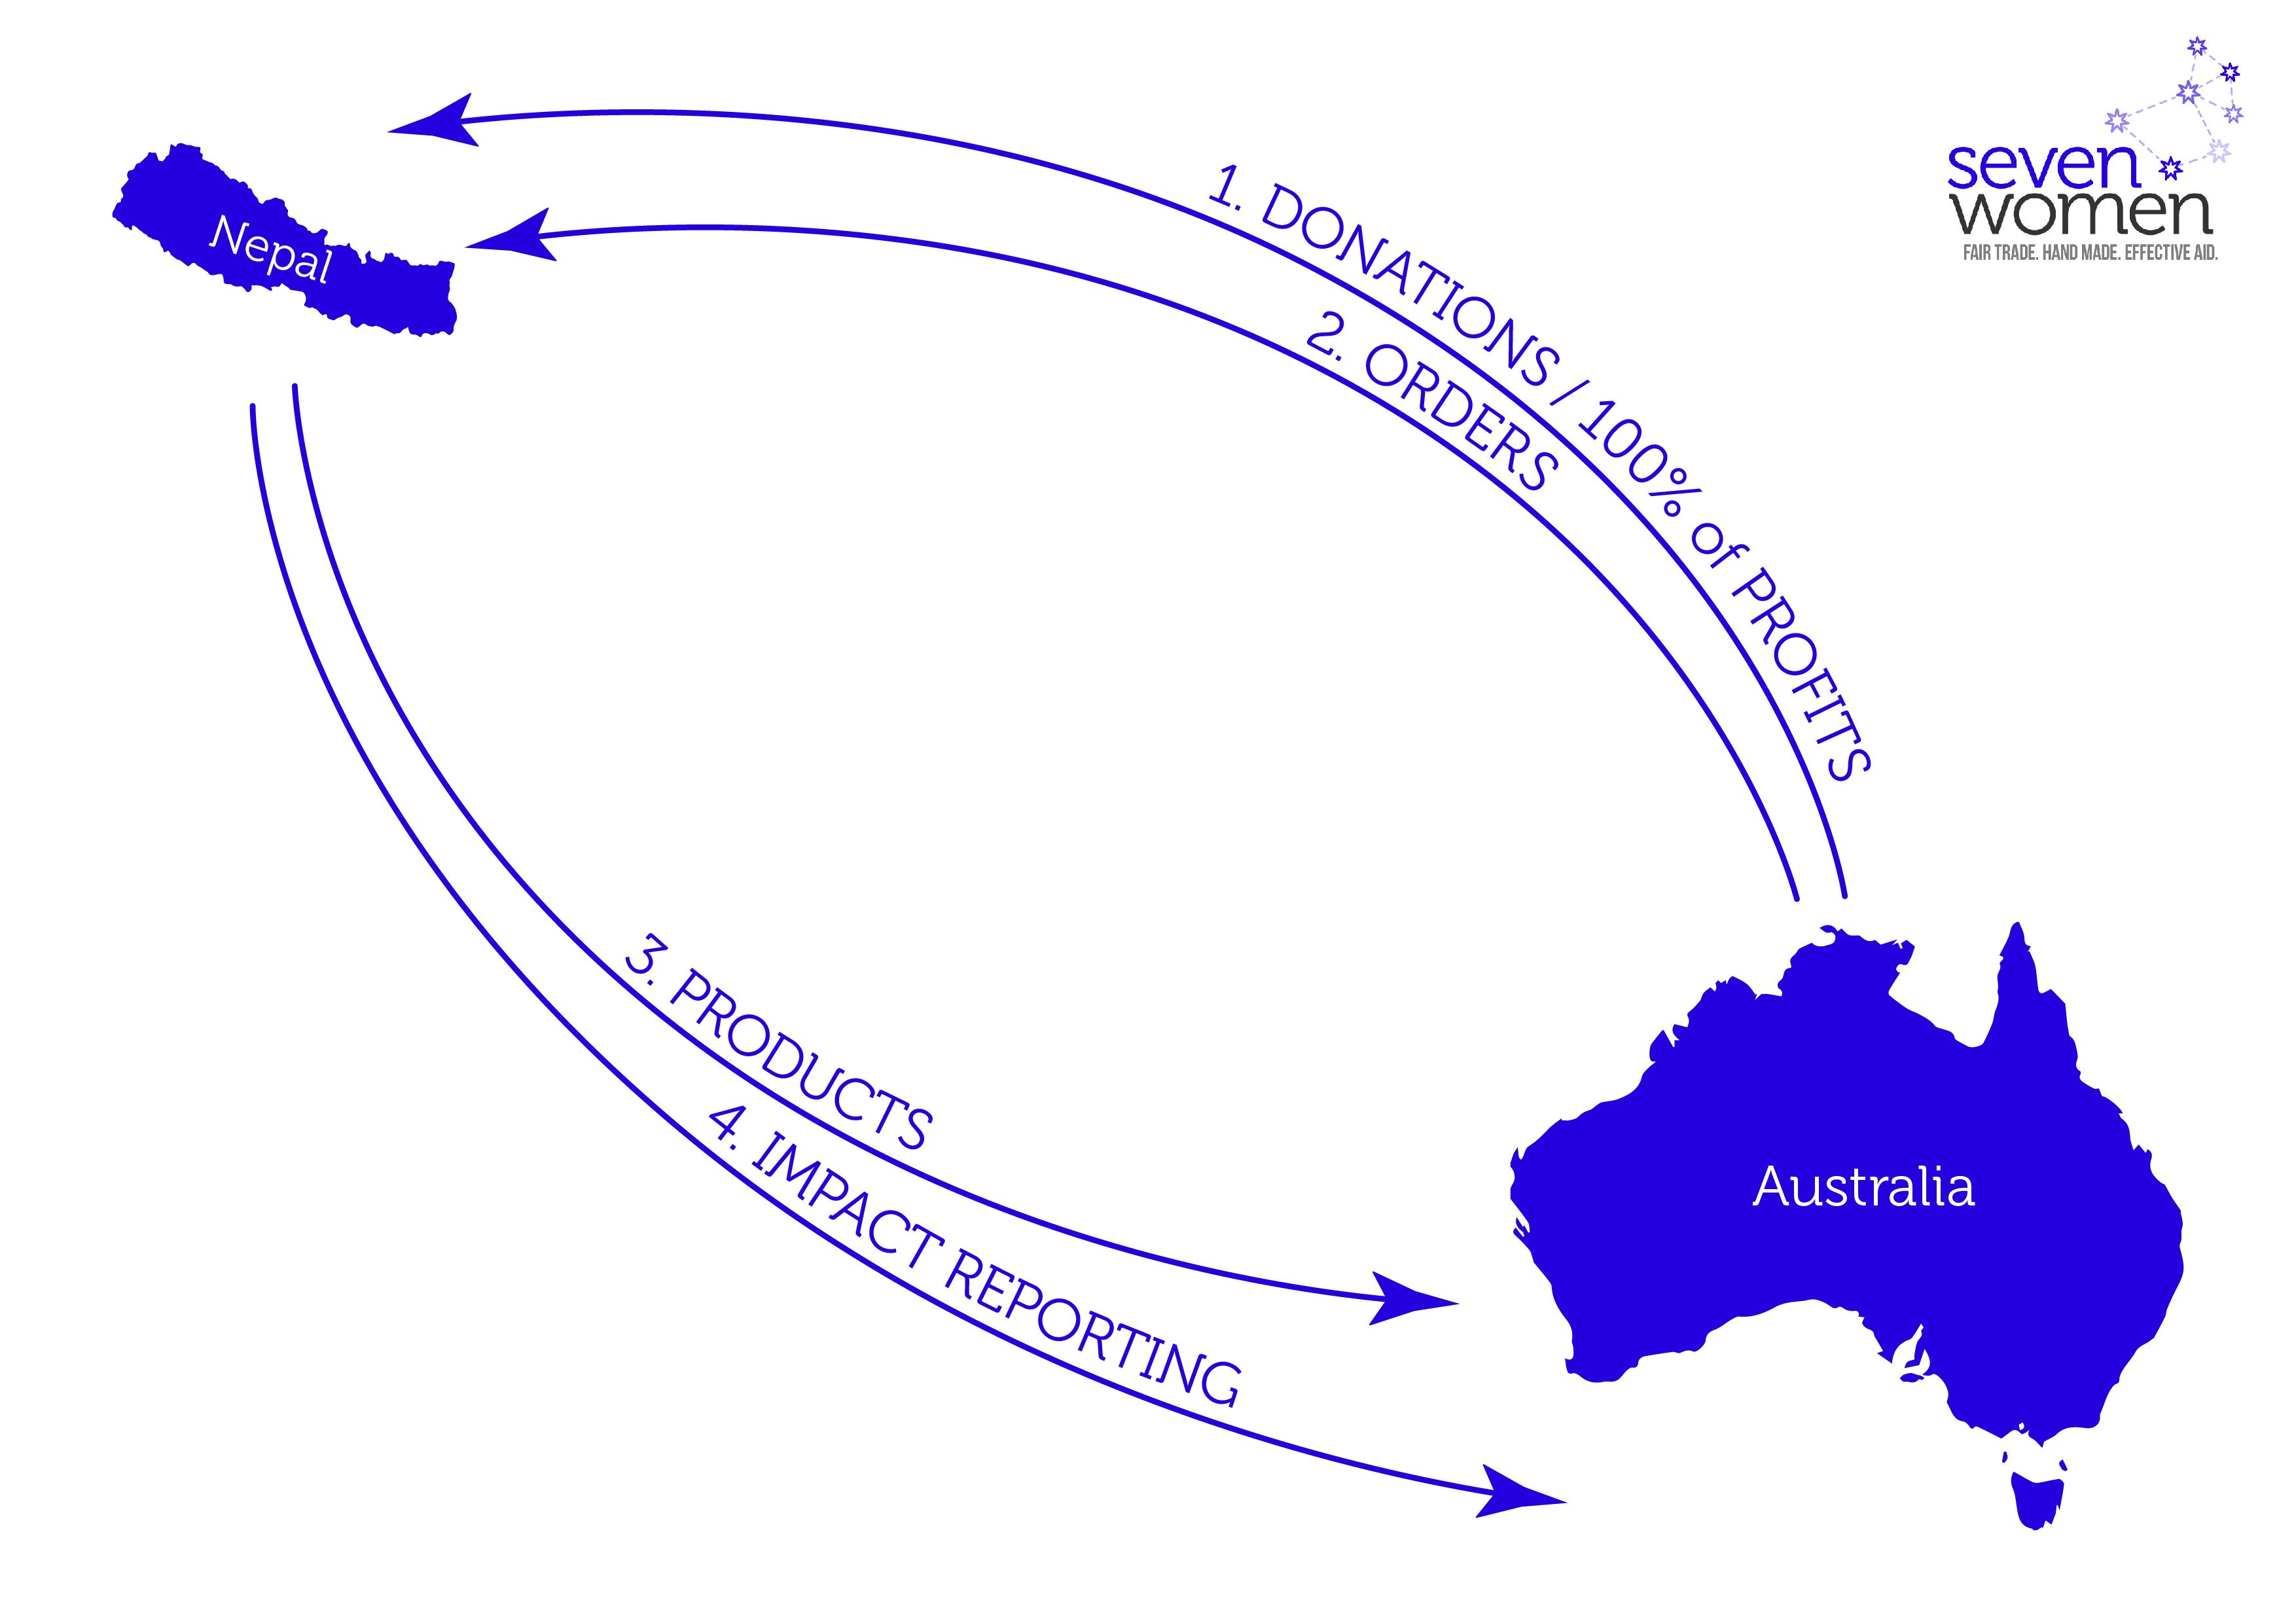 seven
women
FAIR TRADE. HAND MADE. EFFECTIVE AID.
Nepal
1. DONATIONS / 100% of PROFITS
2. ORDERS
3. PRODUCTS
4. IMPACT REPORTING
Australia